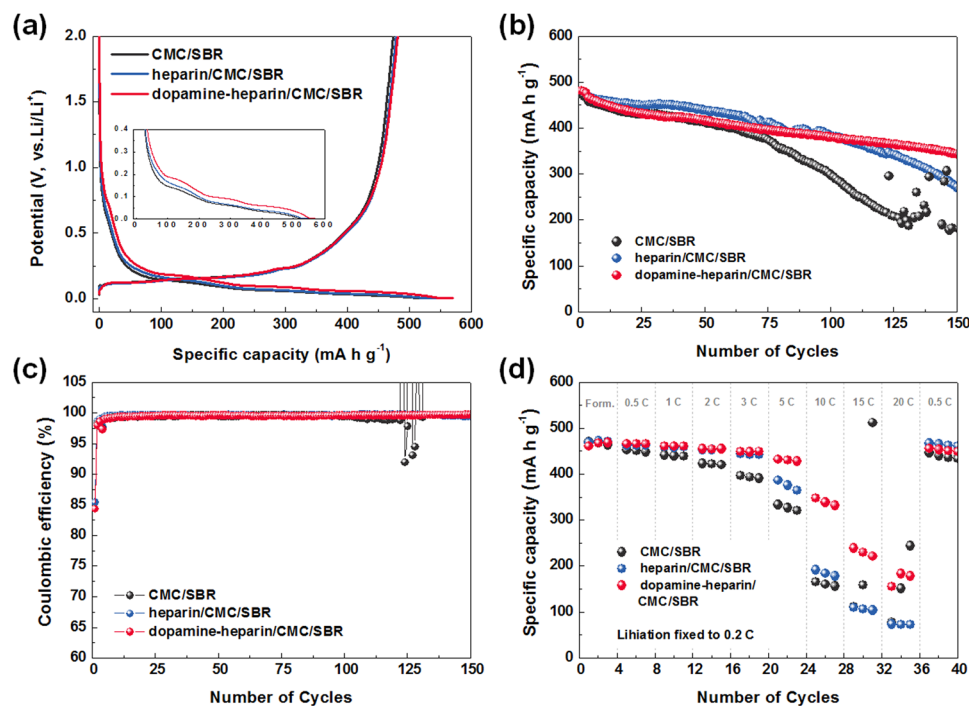 (a)
2.0
1.5
1.0
0.5
0.0
Potential (V, vs.Li/Li+
CMC/SBR
heparin/CMC/SBR
dopamine-heparin/CMC/SBR
0.4
0.3
0.2
0.1
0.0
0 100 200 300 400 500 600
0 100 200 300 400 500 600
Specific capacity (mA h g-1)
(b)
600
500
400
300
200
100
0
Specific capacity (mA h g-1)
CMC/SBR
heparin/CMC/SBR
dopamine-heparin/CMC/SBR
0 25 50 75 100 125 150
Number of Cycles
(c)
105
100
95
90
85
80
75
70
65
60
Coulombic efficiency (%)
CMC/SBR
heparin/CMC/SBR
dopamine-heparin/CMC/SBR
0 25 50 75 100 125 150
Number of Cycles
(d)
600
500
400
300
200
100
0
Specific capacity (mA h g-1)
Form. 0.5 C 1 C 2 C 3 C 5 C 10 C 15 C 20 C 0.5 C
CMC/SBR
heparin/CMC/SBR
dopamine-heparin/
CMC/SBR
Lihiation fixed to 0.2 C
0 4 8 12 16 20 24 28 32 36 40
Number of Cycles